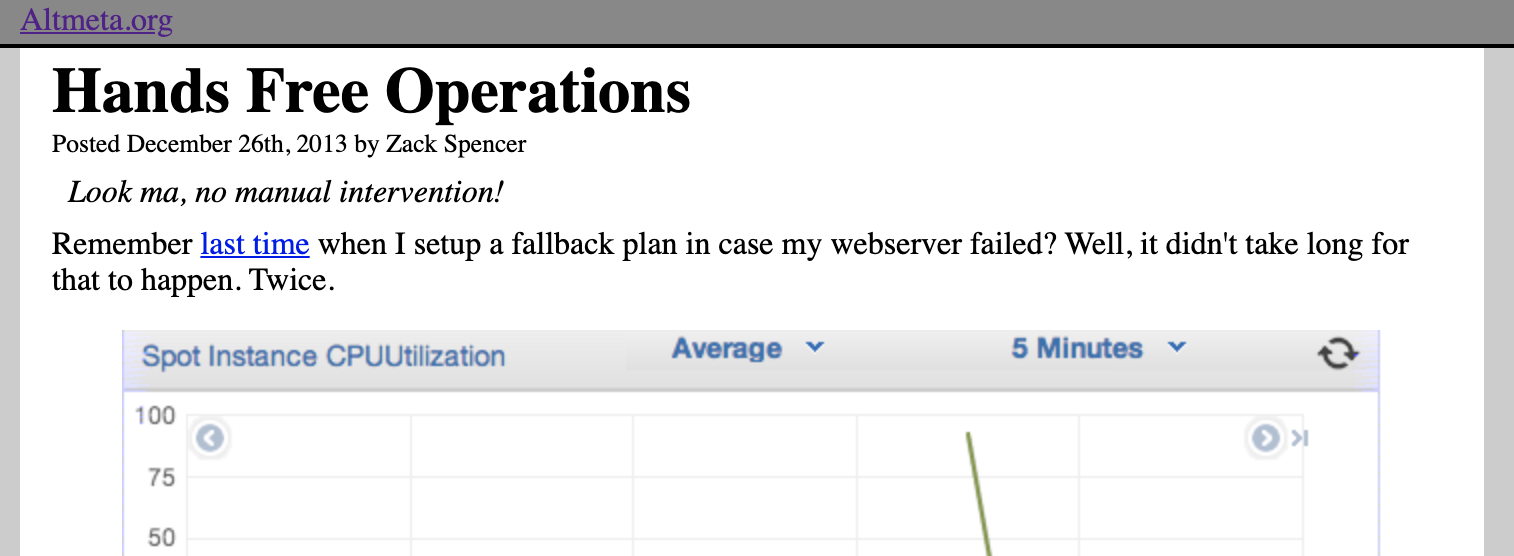 Altmeta.org
Hands Free Operations
Posted December 26th, 2013 by Zack Spencer
Look ma, no manual intervention!
Remember last time when I setup a fallback plan in case my webserver failed? Well, it didn't take long for
that to happen. Twice.
Spot Instance CPUUtilization Average 5 Minutes
100
75
50